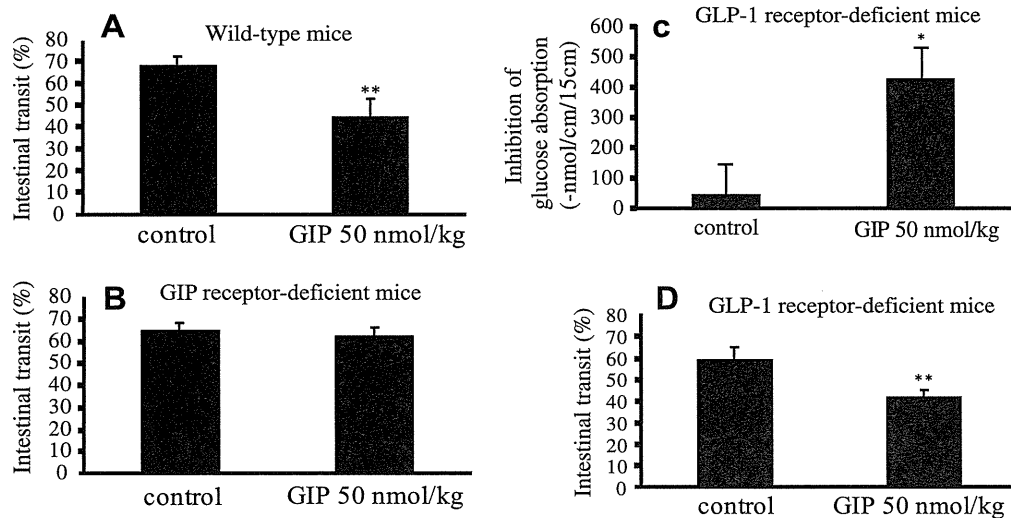 A
Wild-type mice
Intestinal transit (%)
80
70
60
50
40
30
20
10
0
**
control
GIP 50 nmol/kg
B
GIP receptor-deficient mice
Intestinal transit (%)
80
70
60
50
40
30
20
10
0
control
GIP 50 nmol/kg
C
GLP-1 receptor-deficient mice
Inhibition of
glucose absorption
(-nmol/cm/15cm)
600
500
400
300
200
100
0
*
control
GIP 50 nmol/kg
D
GLP-1 receptor-deficient mice
Intestinal transit (%)
80
70
60
50
40
30
20
10
0
**
control
GIP 50 nmol/kg